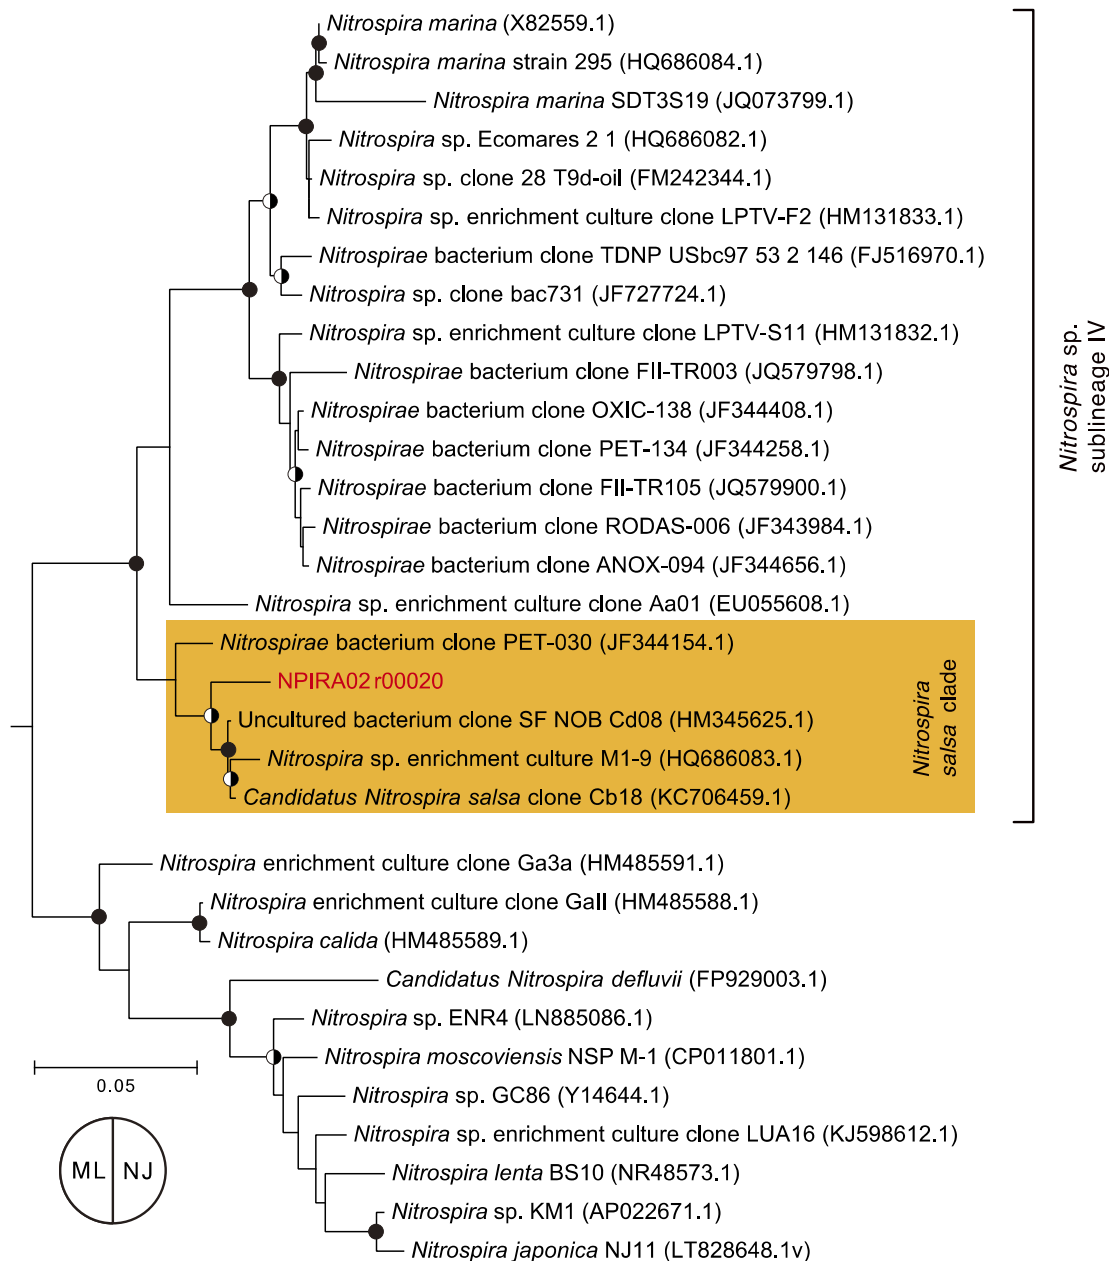 Nitrospira marina (X82559.1)
Nitrospira marina strain 295 (HQ686084.1)
Nitrospira marina SDT3S19 (JQ073799.1)
Nitrospira sp. Ecomares 2 1 (HQ686082.1)
Nitrospira sp. clone 28 T9d-oil (FM242344.1)
Nitrospira sp. enrichment culture clone LPTV-F2 (HM131833.1)
Nitrospirae bacterium clone TDNP USbc97 53 2 146 (FJ516970.1)
Nitrospira sp. clone bac731 (JF727724.1)
Nitrospira sp. enrichment culture clone LPTV-S11 (HM131832.1)
Nitrospirae bacterium clone FII-TR003 (JQ579798.1)
Nitrospirae bacterium clone OXIC-138 (JF344408.1)
Nitrospirae bacterium clone PET-134 (JF344258.1)
Nitrospirae bacterium clone FII-TR105 (JQ579900.1)
Nitrospirae bacterium clone RODAS-006 (JF343984.1)
Nitrospirae bacterium clone ANOX-094 (JF344656.1)
Nitrospira sp. enrichment culture clone Aa01 (EU055608.1)
Nitrospirae bacterium clone PET-030 (JF344154.1)
NPIRA02 r00020
Uncultured bacterium clone SF NOB Cd08 (HM345625.1)
Nitrospira sp. enrichment culture M1-9 (HQ686083.1)
Candidatus Nitrospira salsa clone Cb18 (KC706459.1)
Nitrospira
salsa clade
Nitrospira sp.
sublineage IV
Nitrospira enrichment culture clone Ga3a (HM485591.1)
Nitrospira enrichment culture clone GaII (HM485588.1)
Nitrospira calida (HM485589.1)
Candidatus Nitrospira defluvii (FP929003.1)
Nitrospira sp. ENR4 (LN885086.1)
Nitrospira moscoviensis NSP M-1 (CP011801.1)
Nitrospira sp. GC86 (Y14644.1)
Nitrospira sp. enrichment culture clone LUA16 (KJ598612.1)
Nitrospira lenta BS10 (NR48573.1)
Nitrospira sp. KM1 (AP022671.1)
Nitrospira japonica NJ11 (LT828648.1v)
0.05
ML NJ